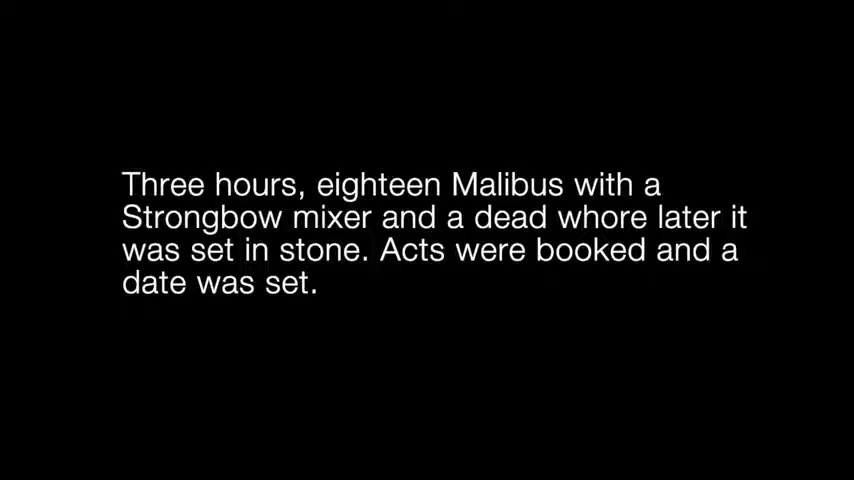 Three hours, eighteen Malibus with a
Strongbow mixer and a dead whore later it
was set in stone. Acts were booked and a
date was set.